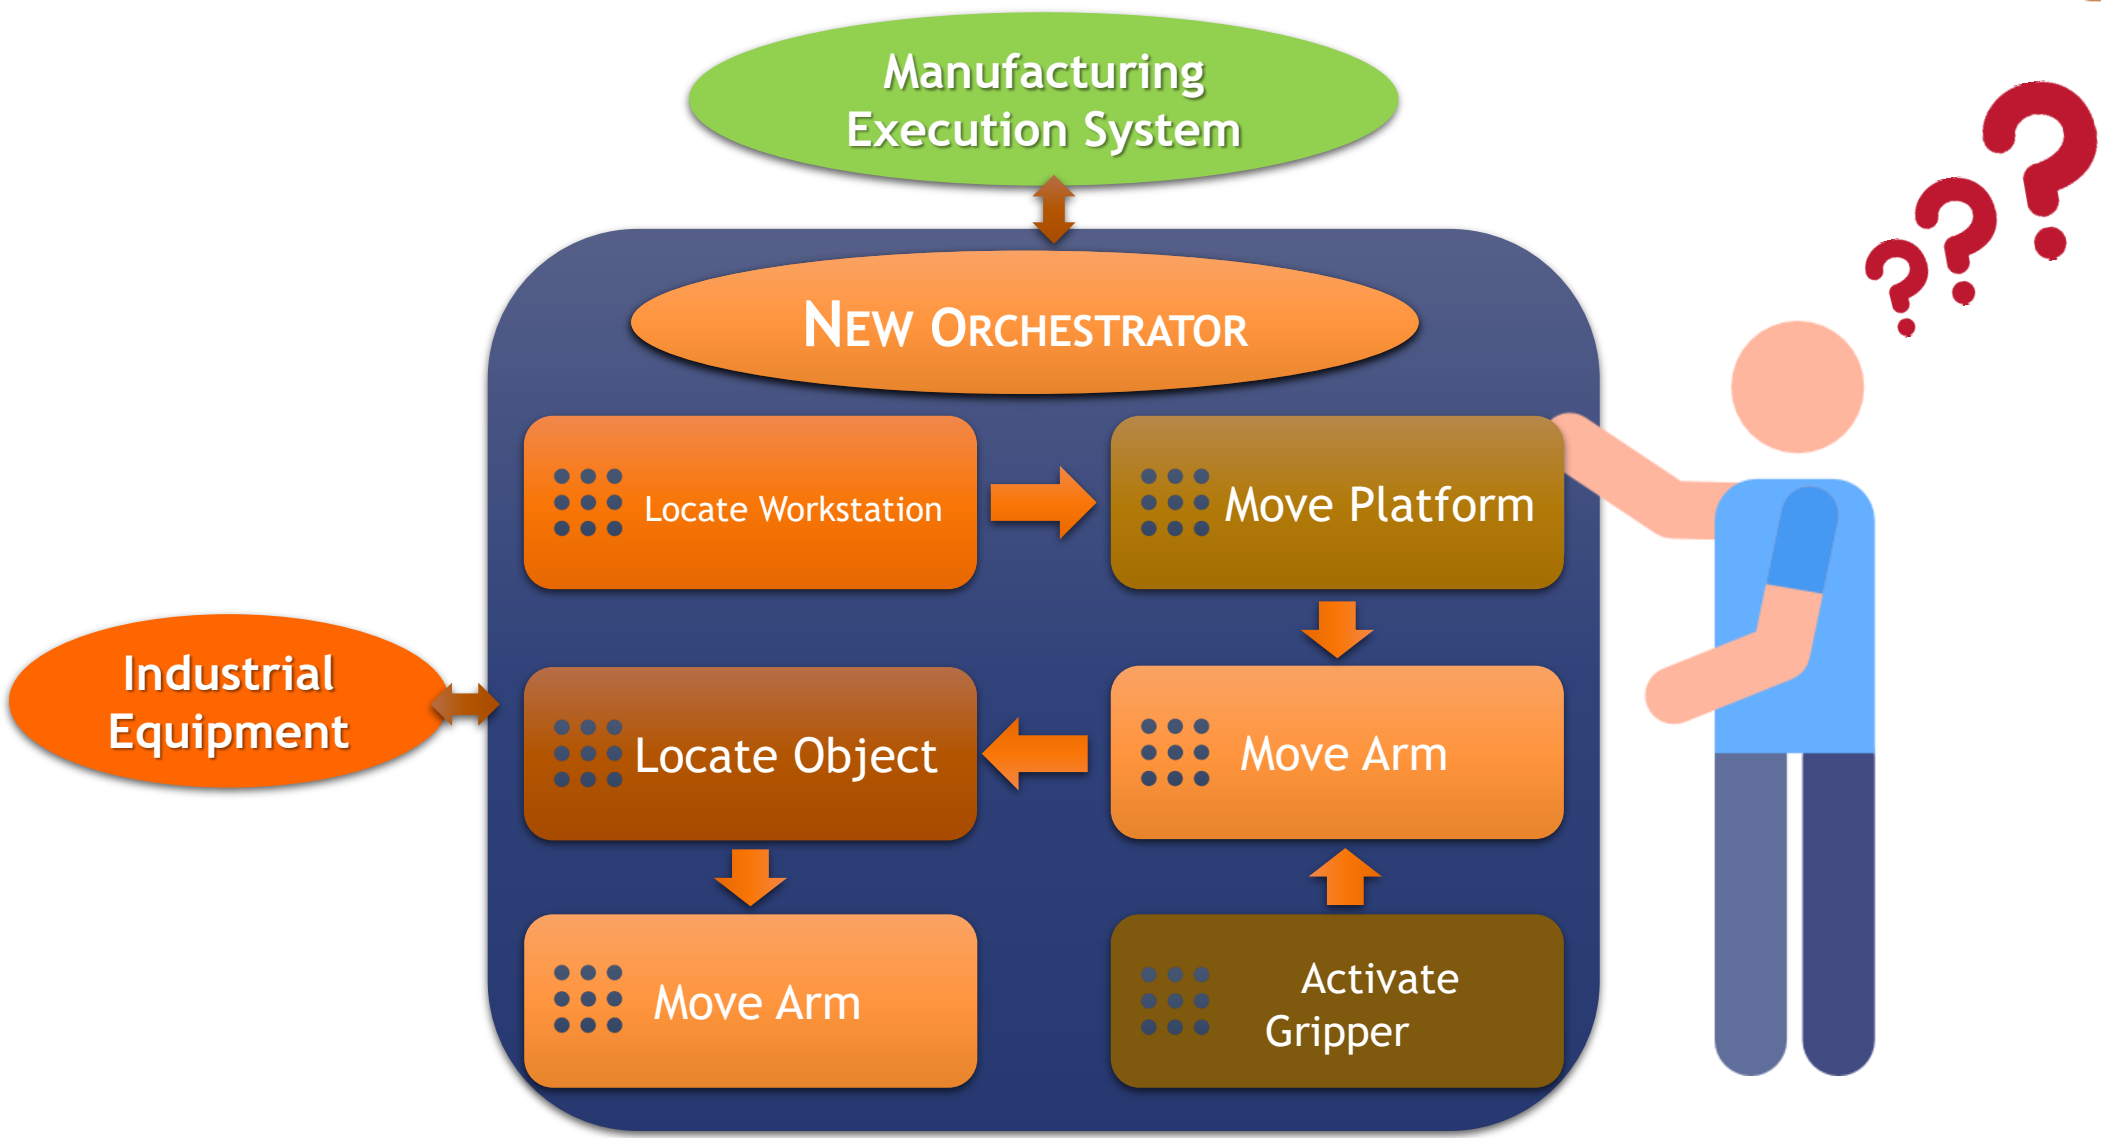 Manufacturing
Execution System
NEW ORCHESTRATOR
Locate Workstation
Move Platform
Industrial
Equipment
Locate Object
Move Arm
Move Arm
Activate
Gripper
? ? ?